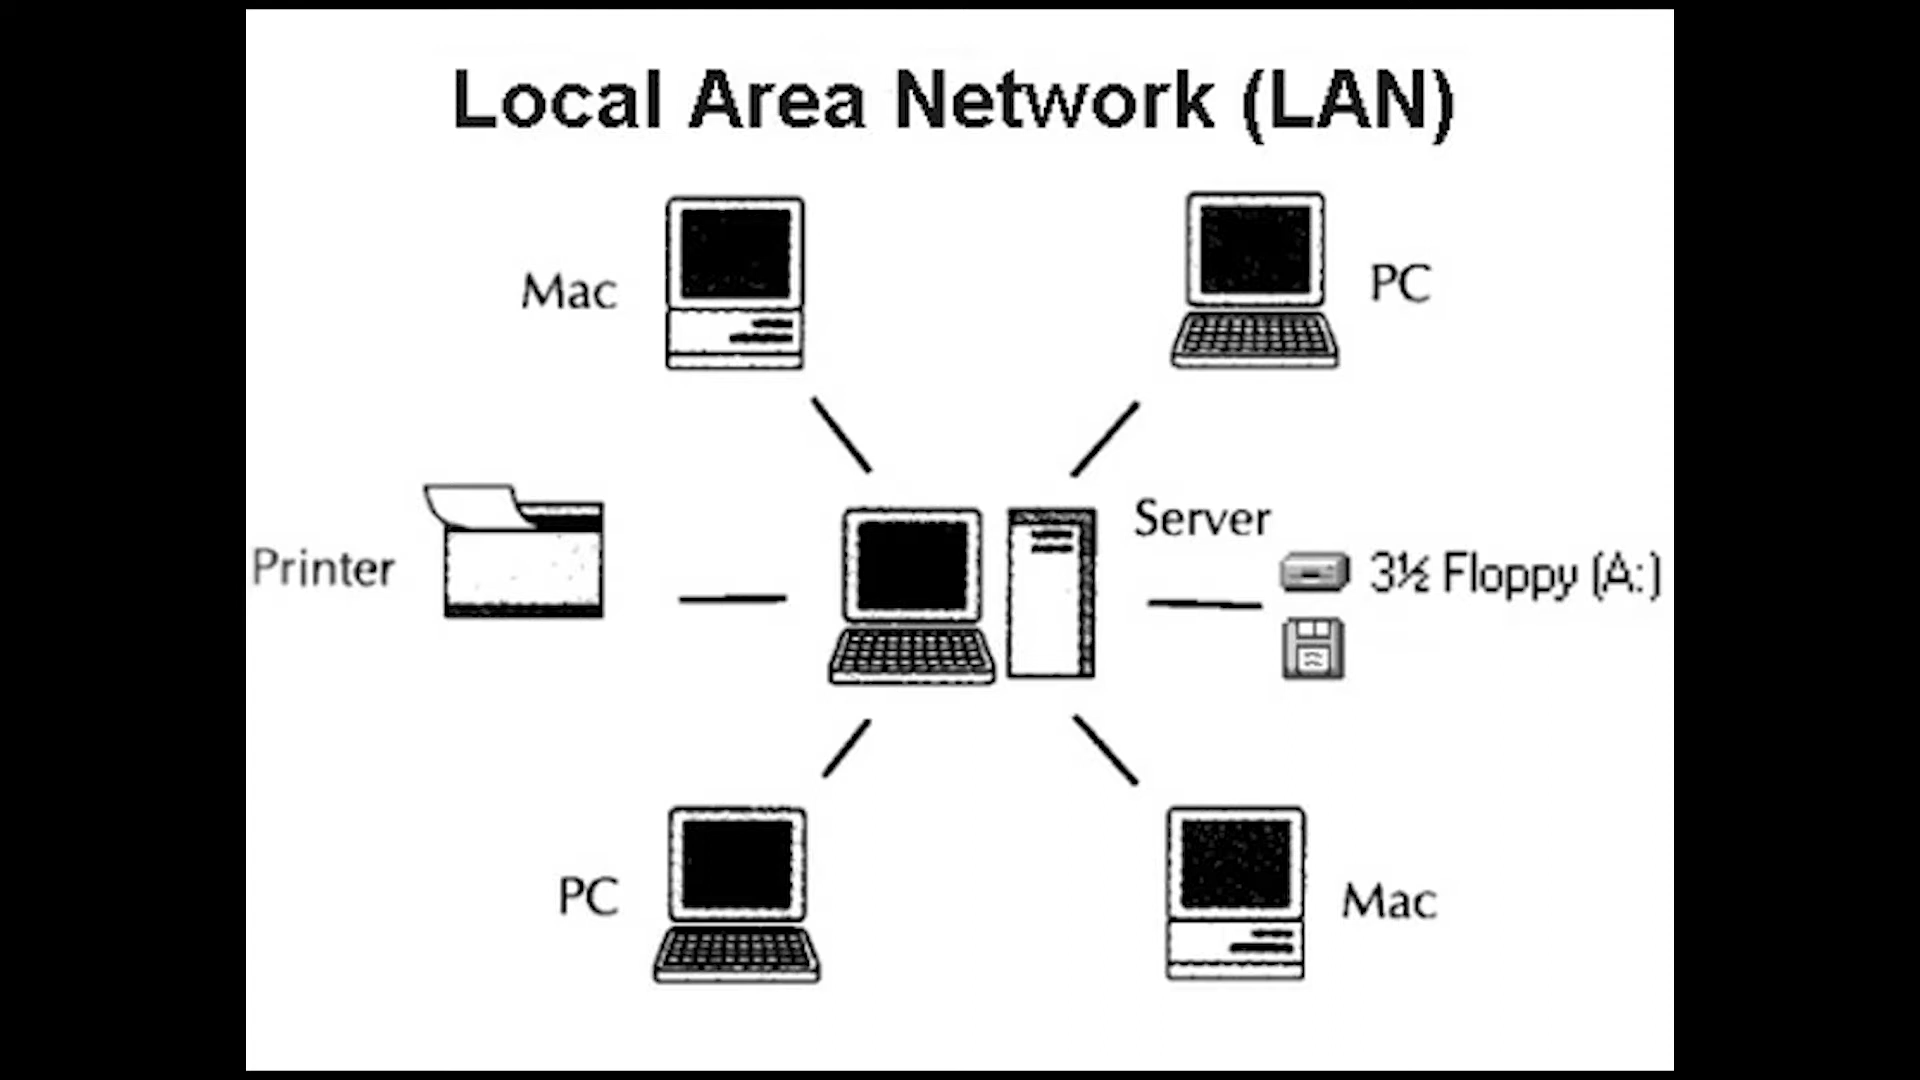 Local Area Network (LAN)
Mac
PC
Server
Printer
3½ Floppy (A:)
PC
Mac